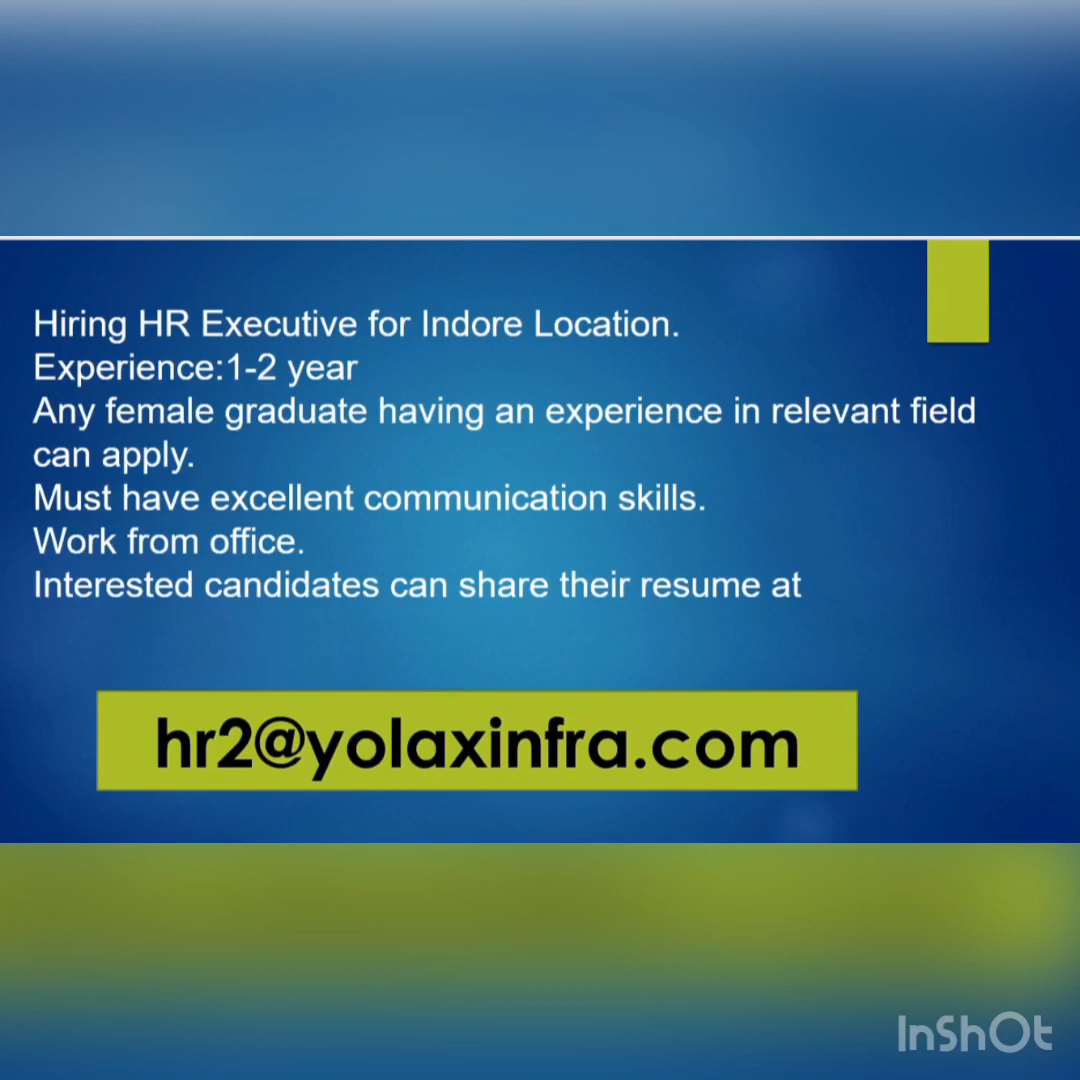 Hiring HR Executive for Indore Location.
Experience:1-2 year
Any female graduate having an experience in relevant field
can apply.
Must have excellent communication skills.
Work from office.
Interested candidates can share their resume at
hr2@yolaxinfra.com
InShOt